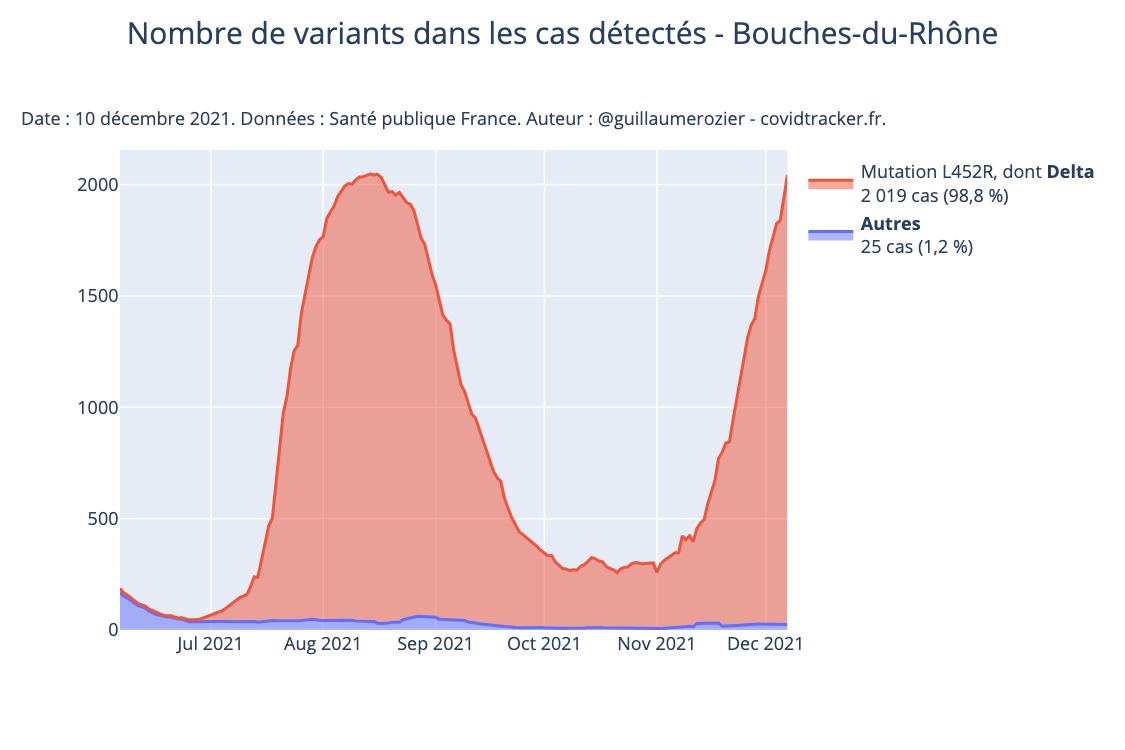 Nombre de variants dans les cas détectés - Bouches-du-Rhône
Date : 10 décembre 2021. Données : Santé publique France. Auteur : @guillaumerozier - covidtracker.fr.
Mutation L452R, dont Delta
2 019 cas (98,8 %)
Autres
25 cas (1,2 %)
2000
1500
1000
500
0
Jul 2021 Aug 2021 Sep 2021 Oct 2021 Nov 2021 Dec 2021